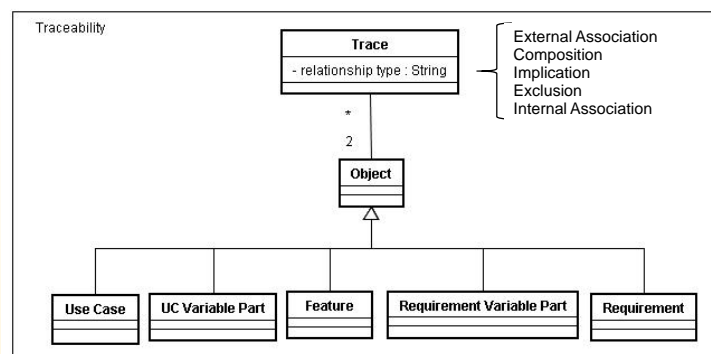 Traceability
Trace
- relationship type : String
External Association
Composition
Implication
Exclusion
Internal Association
*
2
Object
Use Case
UC Variable Part
Feature
Requirement Variable Part
Requirement